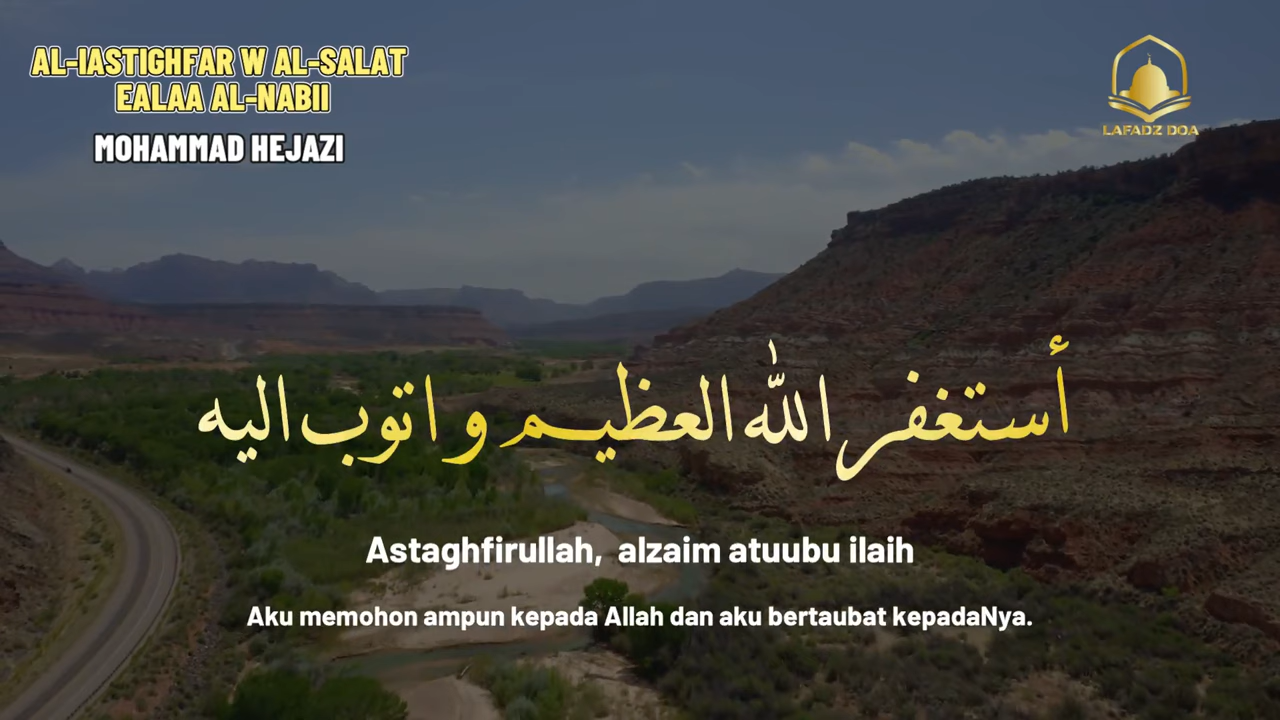 AL-IASTIGHFAR W AL-SALAT
EALAA AL-NABII
MOHAMMAD HEJAZI
LAFADZ DOA
أستغفر الله العظيم و اتوب اليه
Astaghfirullah, alzaim atuubu ilaih
Aku memohon ampun kepada Allah dan aku bertaubat kepadaNya.